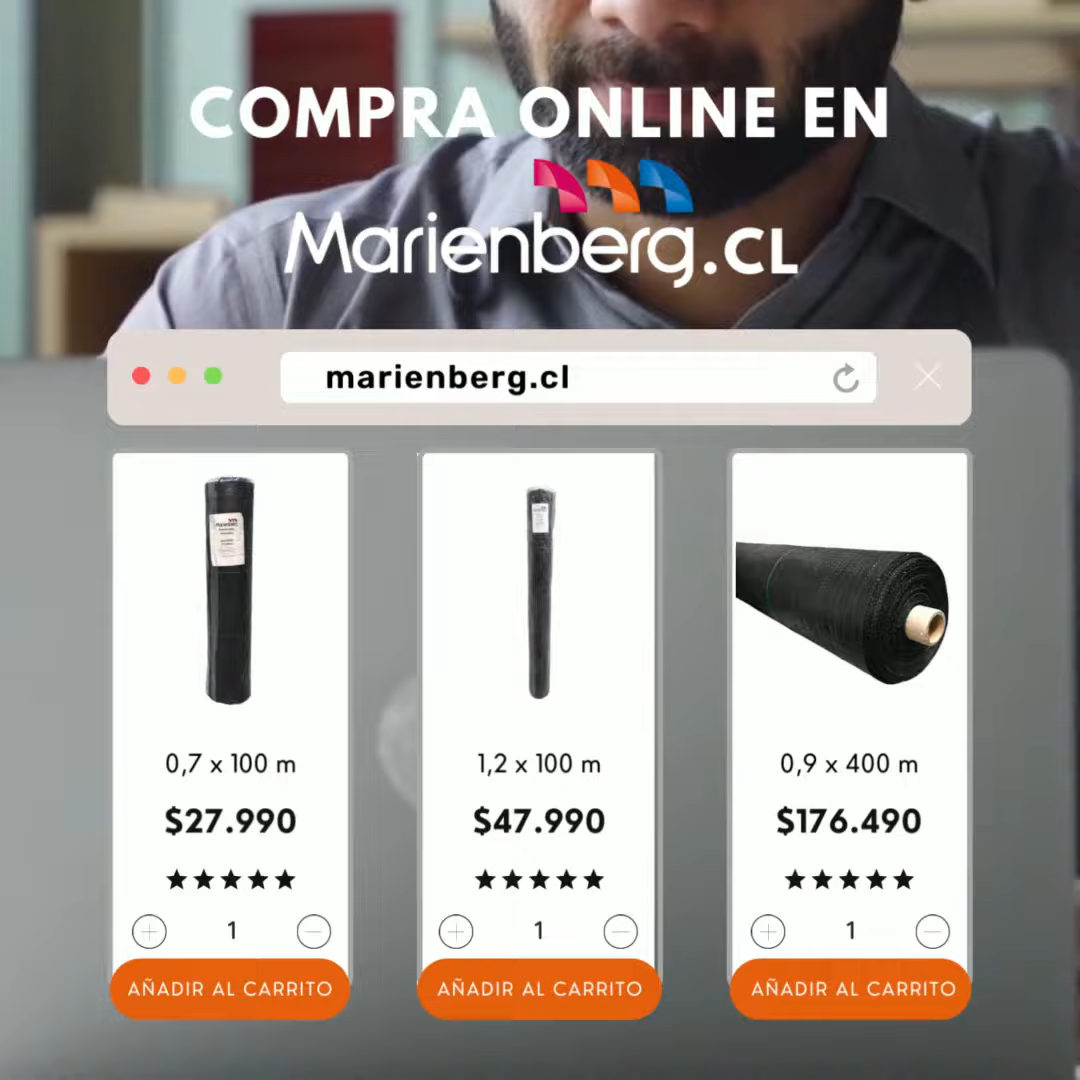 COMPRA ONLINE EN
Marienberg.CL
marienberg.cl
0,7 x 100 m
$27.990
1
AÑADIR AL CARRITO
1,2 x 100 m
$47.990
1
AÑADIR AL CARRITO
0,9 x 400 m
$176.490
1
AÑADIR AL CARRITO